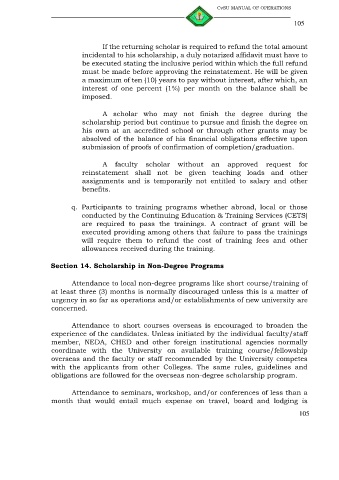 CvSU MANUAL OF OPERATIONS
105
If the returning scholar is required to refund the total amount
incidental to his scholarship, a duly notarized affidavit must have to
be executed stating the inclusive period within which the full refund
must be made before approving the reinstatement. He will be given
a maximum of ten (10) years to pay without interest, after which, an
interest of one percent (1%) per month on the balance shall be
imposed.
A scholar who may not finish the degree during the
scholarship period but continue to pursue and finish the degree on
his own at an accredited school or through other grants may be
absolved of the balance of his financial obligations effective upon
submission of proofs of confirmation of completion/graduation.
A faculty scholar without an approved request for
reinstatement shall not be given teaching loads and other
assignments and is temporarily not entitled to salary and other
benefits.
q. Participants to training programs whether abroad, local or those
conducted by the Continuing Education & Training Services (CETS)
are required to pass the trainings. A contract of grant will be
executed providing among others that failure to pass the trainings
will require them to refund the cost of training fees and other
allowances received during the training.
Section 14. Scholarship in Non-Degree Programs
Attendance to local non-degree programs like short course/training of
at least three (3) months is normally discouraged unless this is a matter of
urgency in so far as operations and/or establishments of new university are
concerned.
Attendance to short courses overseas is encouraged to broaden the
experience of the candidates. Unless initiated by the individual faculty/staff
member, NEDA, CHED and other foreign institutional agencies normally
coordinate with the University on available training course/fellowship
overseas and the faculty or staff recommended by the University competes
with the applicants from other Colleges. The same rules, guidelines and
obligations are followed for the overseas non-degree scholarship program.
Attendance to seminars, workshop, and/or conferences of less than a
month that would entail much expense on travel, board and lodging is
105